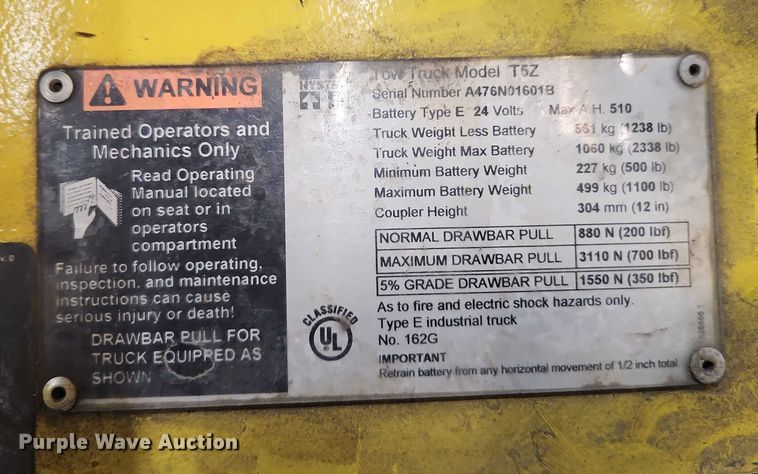 WARNING
Trained Operators and
Mechanics Only
Read Operating
Manual located
on seat or in
operators
compartment
Failure to follow operating,
inspection, and maintenance
instructions can cause
serious injury or death!
DRAWBAR PULL FOR
TRUCK EQUIPPED AS
SHOWN
Tow Truck Model T5Z
Serial Number A476N01601B
Battery Type E 24 Volts Max A.H. 510
Truck Weight Less Battery 561 kg (1238 lb)
Truck Weight Max Battery 1060 kg (2338 lb)
Minimum Battery Weight 227 kg (500 lb)
Maximum Battery Weight 499 kg (1100 lb)
Coupler Height 304 mm (12 in)
NORMAL DRAWBAR PULL 880 N (200 lbf)
MAXIMUM DRAWBAR PULL 3110 N (700 lbf)
5% GRADE DRAWBAR PULL 1550 N (350 lbf)
CLASSIFIED
UL
As to fire and electric shock hazards only.
Type E industrial truck
No. 162G
IMPORTANT
Retrain battery from any horizontal movement of 1/2 inch total
Purple Wave Auction